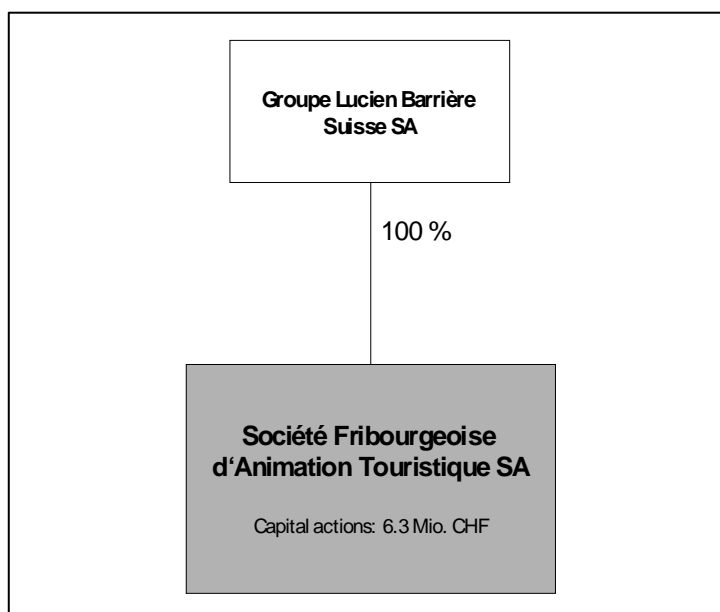 Groupe Lucien Barrière
Suisse SA
100 %
Société Fribourgeoise
d‘Animation Touristique SA
Capital actions: 6.3 Mio. CHF